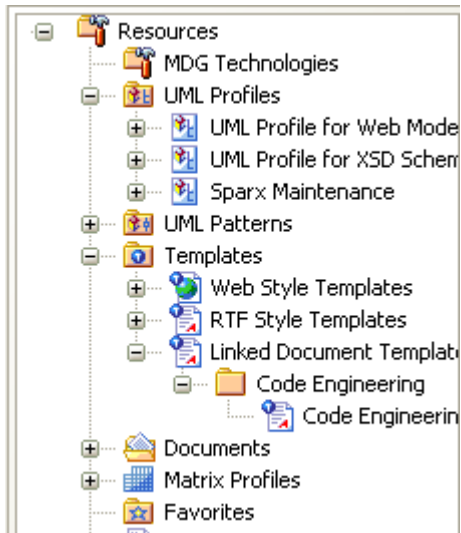 Resources
MDG Technologies
UML Profiles
UML Profile for Web Mode
UML Profile for XSD Schem
Sparx Maintenance
UML Patterns
Templates
Web Style Templates
RTF Style Templates
Linked Document Template
Code Engineering
Code Engineerin
Documents
Matrix Profiles
Favorites